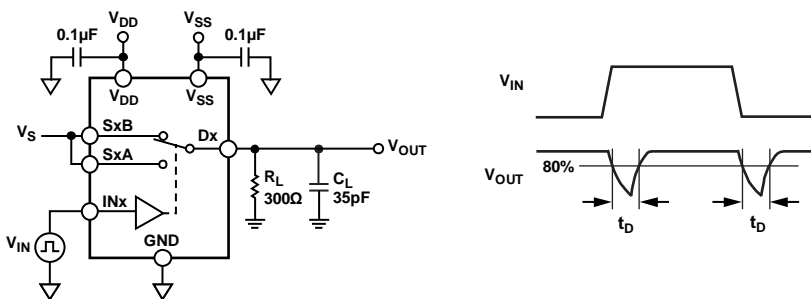 VDD
VSS
0.1µF
0.1µF
VDD
VSS
VS
SxB
Dx
VOUT
SxA
RL
300Ω
CL
35pF
INx
VIN
GND
VIN
VOUT
80%
tD
tD